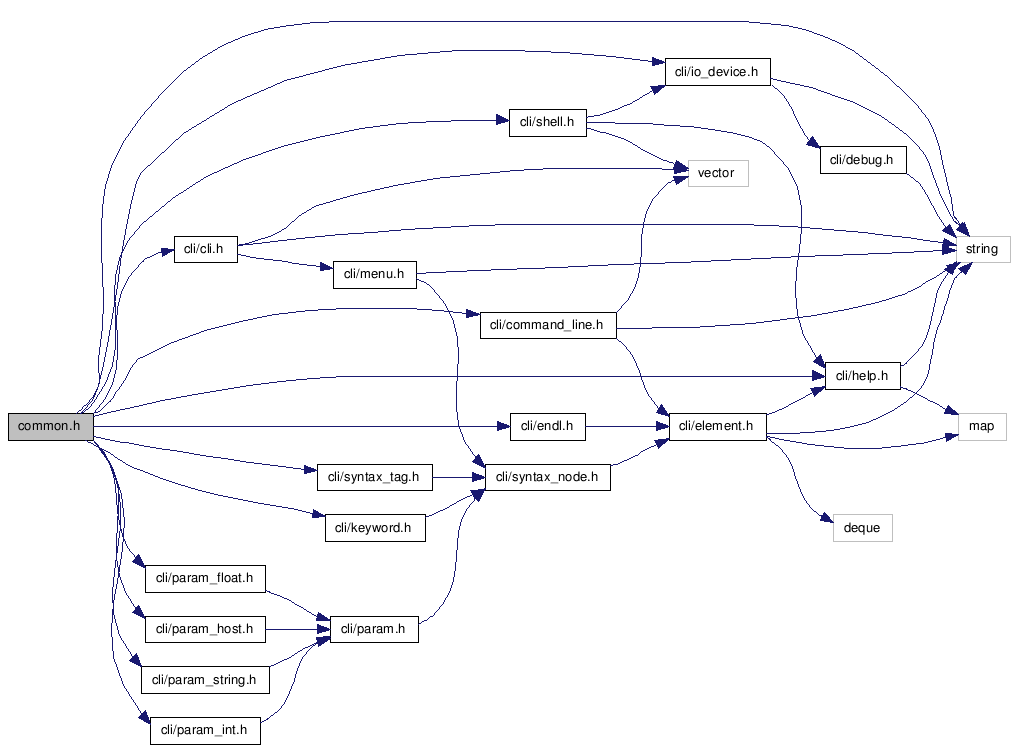 cli/io_device.h
cli/shell.h
cli/debug.h
vector
cli/cli.h
string
cli/menu.h
cli/command_line.h
cli/help.h
common.h
cli/endl.h
cli/element.h
map
cli/syntax_tag.h
cli/syntax_node.h
cli/keyword.h
deque
cli/param_float.h
cli/param_host.h
cli/param.h
cli/param_string.h
cli/param_int.h